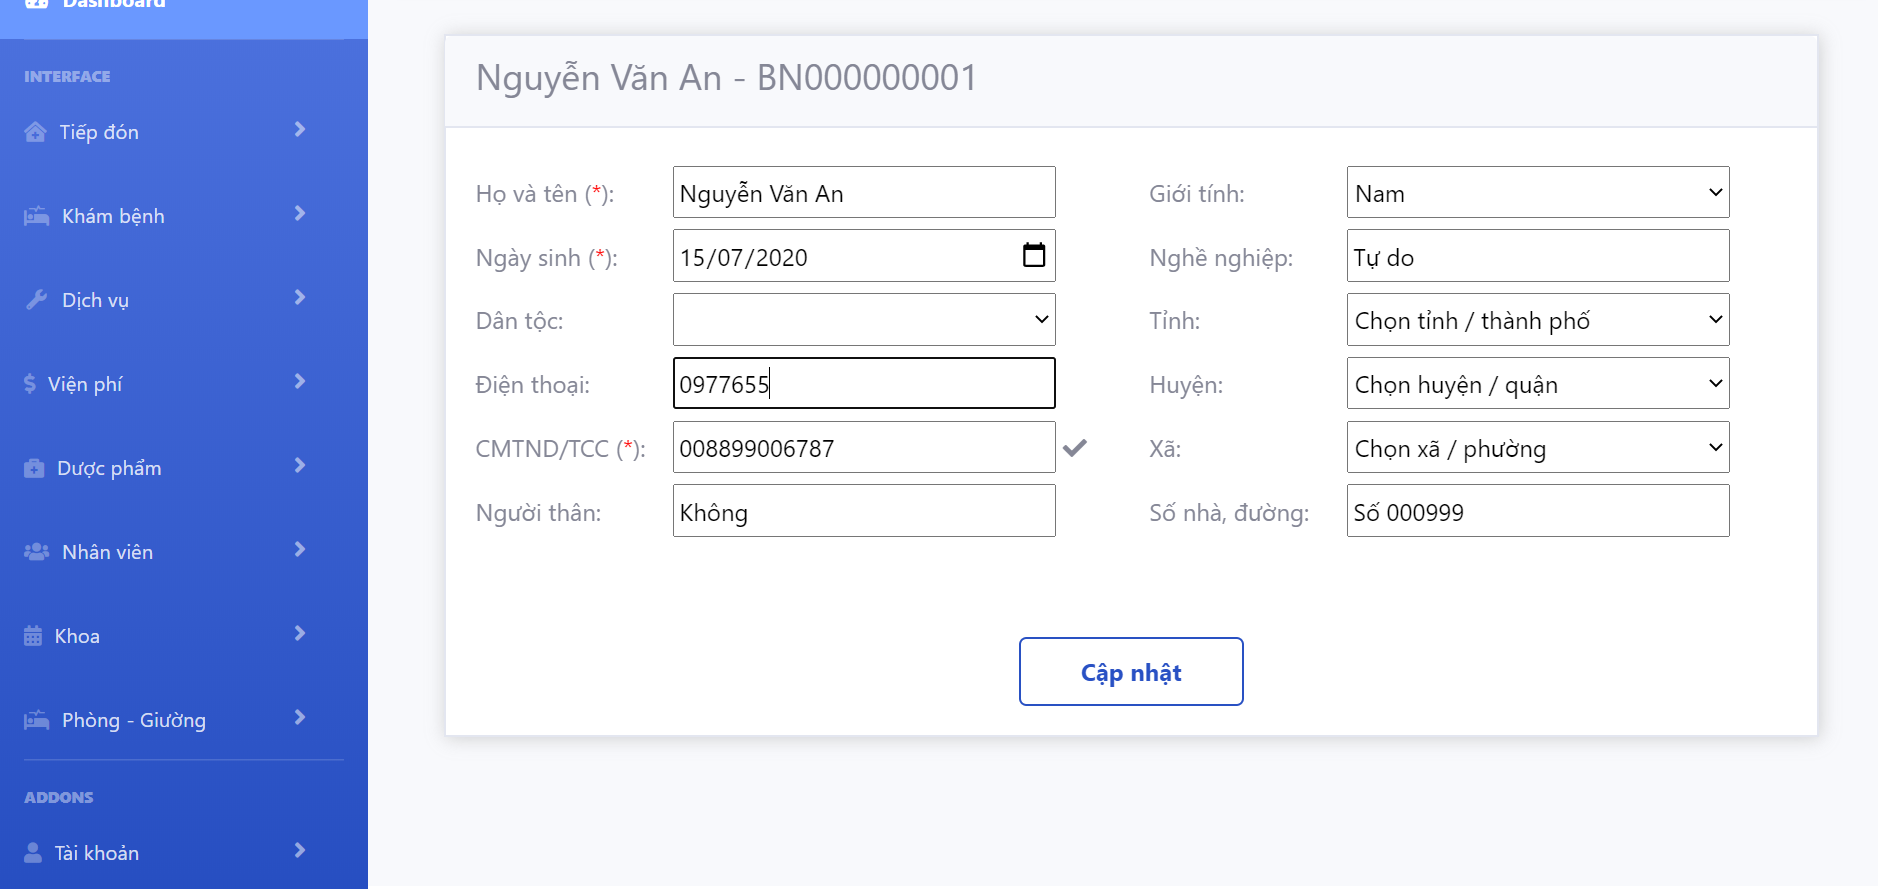 Dashboard
INTERFACE
Tiếp đón
Khám bệnh
Dịch vụ
Viện phí
Dược phẩm
Nhân viên
Khoa
Phòng - Giường
ADDONS
Tài khoản
Nguyễn Văn An - BN000000001
Họ và tên (*): Nguyễn Văn An Giới tính: Nam
Ngày sinh (*): 15/07/2020 Nghề nghiệp: Tự do
Dân tộc: Tỉnh: Chọn tỉnh / thành phố
Điện thoại: 0977655 Huyện: Chọn huyện / quận
CMTND/TCC (*): 008899006787 Xã: Chọn xã / phường
Người thân: Không Số nhà, đường: Số 000999
Cập nhật